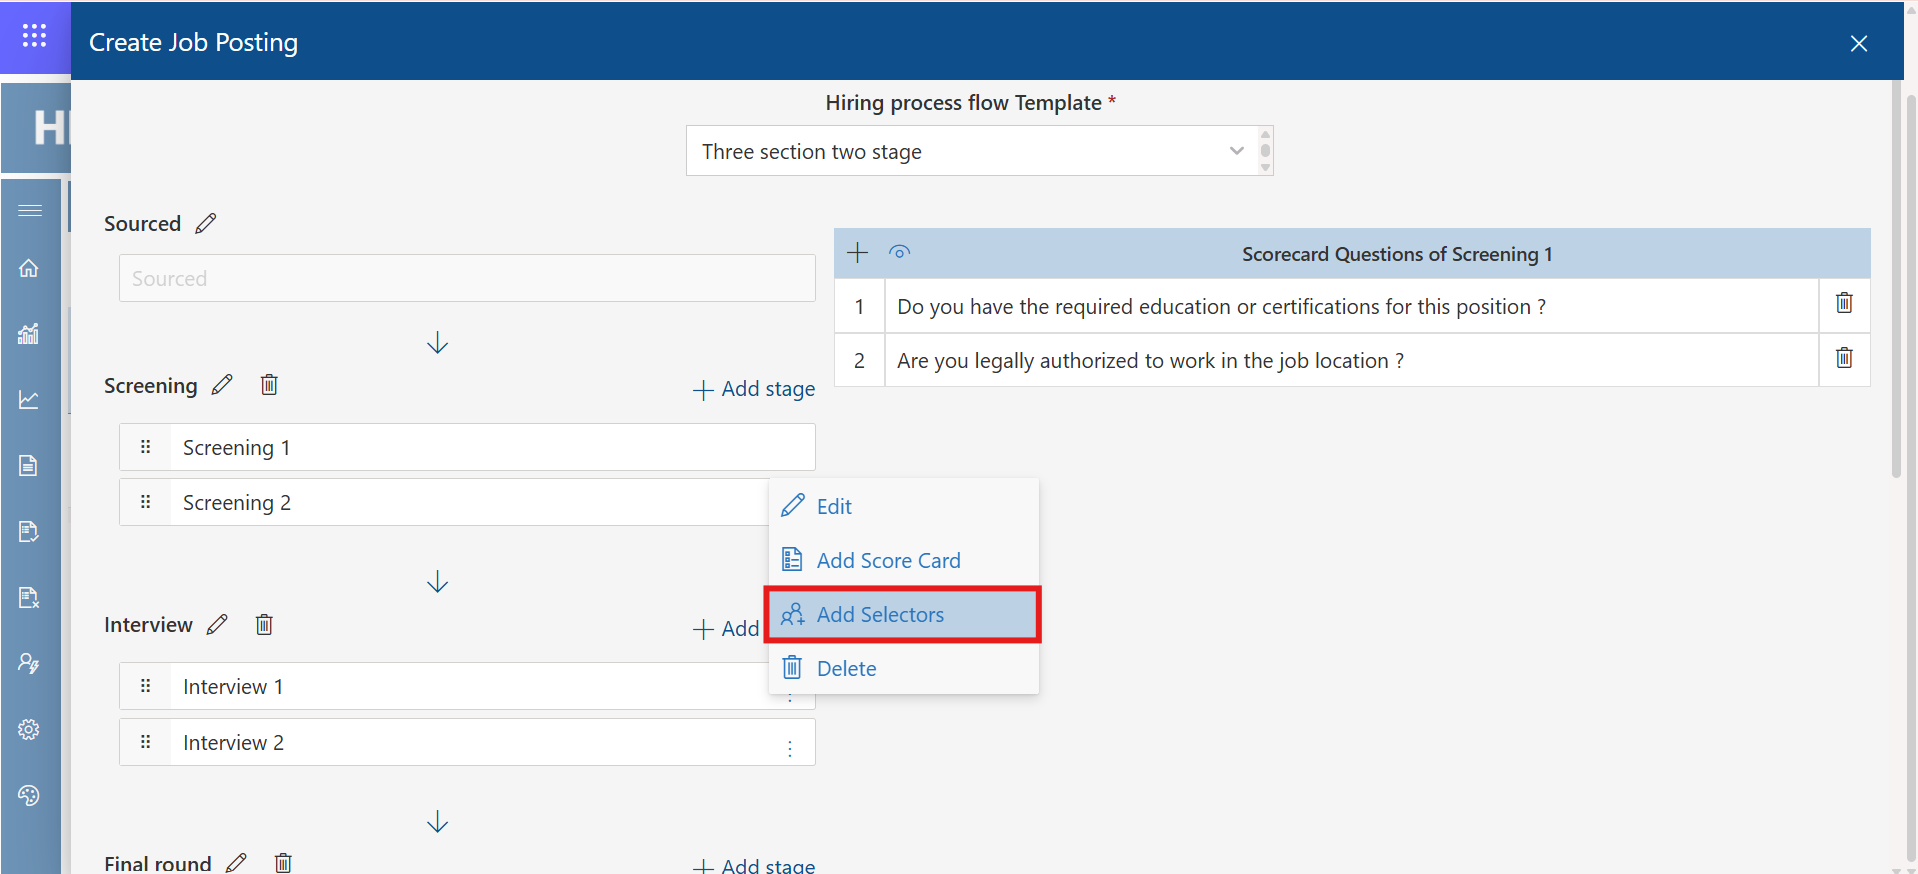 Create Job Posting
Hiring process flow Template *
Three section two stage
Sourced
Sourced
Screening
Add stage
Screening 1
Screening 2
Interview
Add
Interview 1
Interview 2
Final round
Add stage
Scorecard Questions of Screening 1
1 Do you have the required education or certifications for this position ?
2 Are you legally authorized to work in the job location ?
Edit
Add Score Card
Add Selectors
Delete